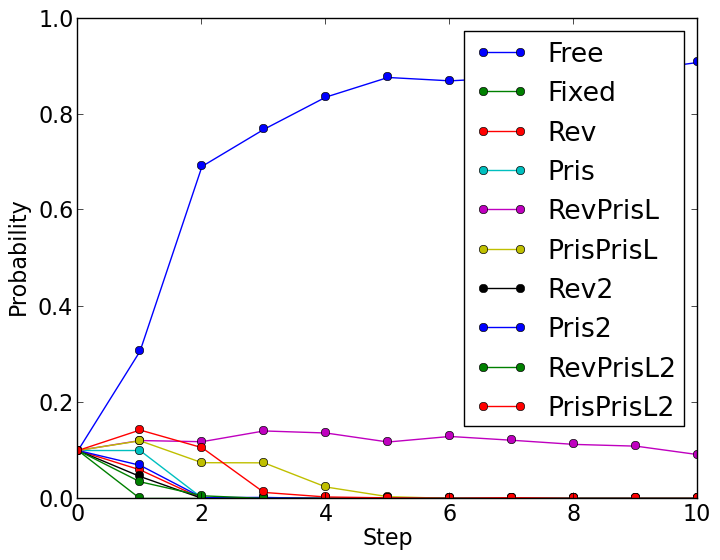 1.0
0.8
0.6
0.4
0.2
0.0
Probability
0 2 4 6 8 10
Step
Free
Fixed
Rev
Pris
RevPrisL
PrisPrisL
Rev2
Pris2
RevPrisL2
PrisPrisL2